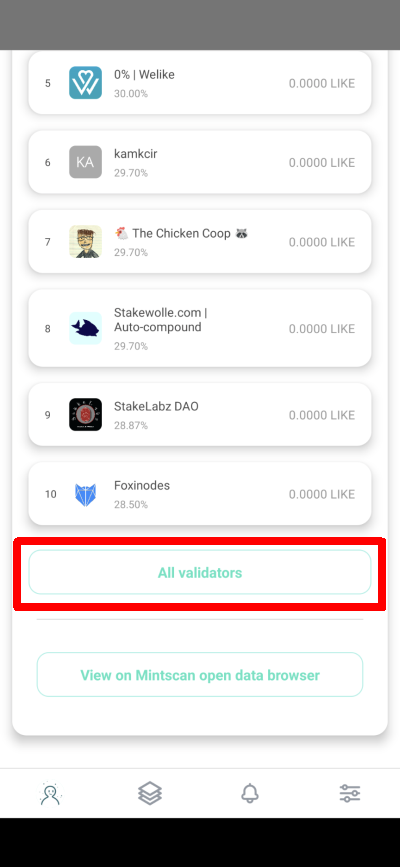 5
0% | Welike
30.00%
0.0000 LIKE
6
KA
kamkcir
29.70%
0.0000 LIKE
7
🐔 The Chicken Coop 🦝
29.70%
0.0000 LIKE
8
Stakewolle.com |
Auto-compound
29.70%
0.0000 LIKE
9
StakeLabz DAO
28.87%
0.0000 LIKE
10
Foxinodes
28.50%
0.0000 LIKE
All validators
View on Mintscan open data browser